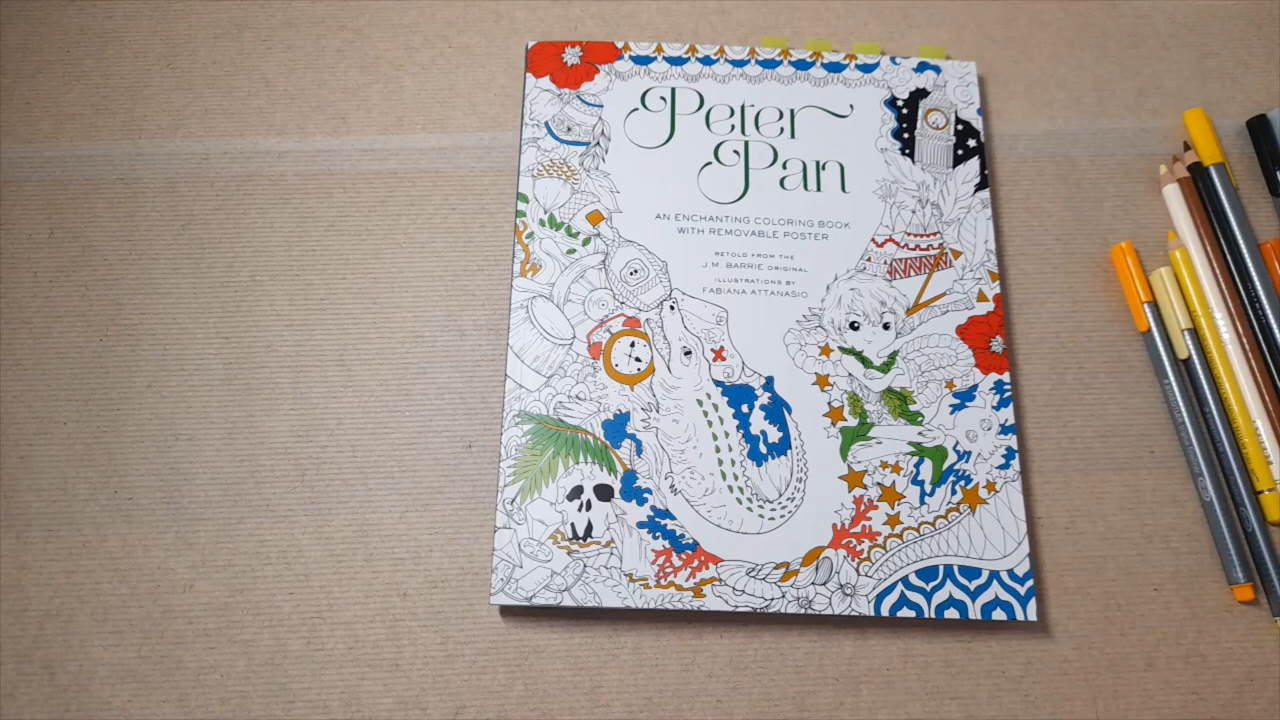 Peter
Pan
AN ENCHANTING COLORING BOOK
WITH REMOVABLE POSTER
RETOLD FROM THE
J.M. BARRIE ORIGINAL
ILLUSTRATIONS BY
FABIANA ATTANASIO